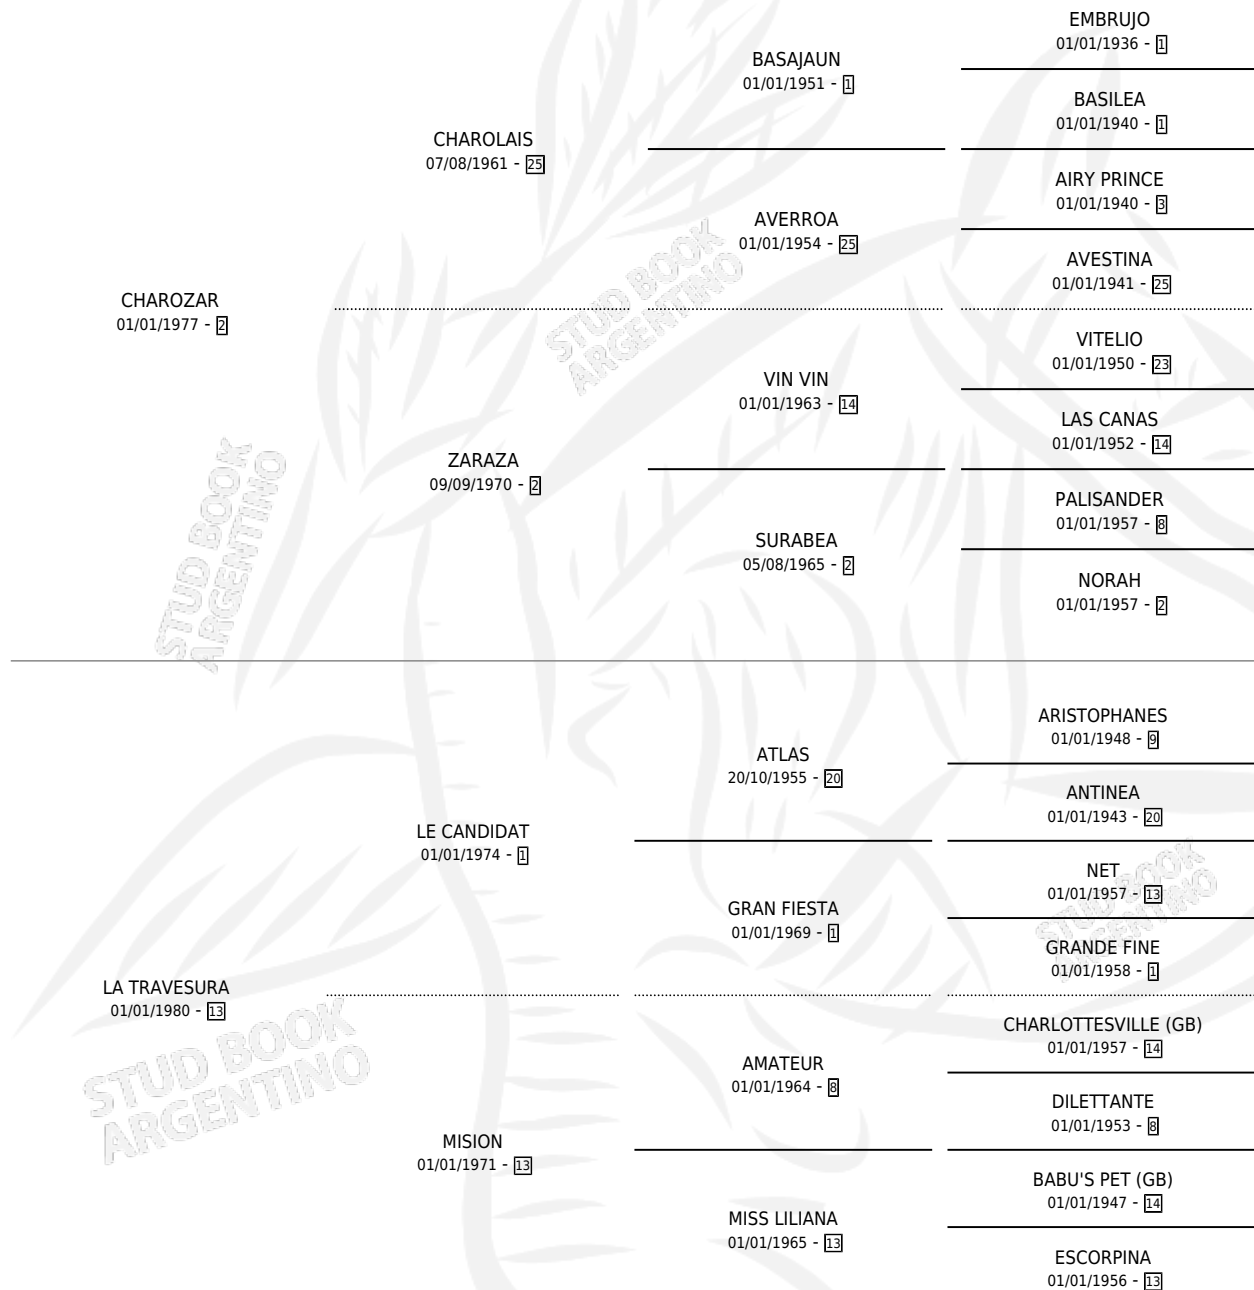 EMBRUJO
01/01/1936 - 1
BASAJAUN
01/01/1951 - 1
BASILEA
01/01/1940 - 1
CHAROLAIS
07/08/1961 - 25
AIRY PRINCE
01/01/1940 - 3
AVERROA
01/01/1954 - 25
AVESTINA
01/01/1941 - 25
CHAROZAR
01/01/1977 - 2
VITELIO
01/01/1950 - 23
VIN VIN
01/01/1963 - 14
LAS CANAS
01/01/1952 - 14
ZARAZA
09/09/1970 - 2
PALISANDER
01/01/1957 - 8
SURABEA
05/08/1965 - 2
NORAH
01/01/1957 - 2
ARISTOPHANES
01/01/1948 - 9
ATLAS
20/10/1955 - 20
ANTINEA
01/01/1943 - 20
LE CANDIDAT
01/01/1974 - 1
NET
01/01/1957 - 13
GRAN FIESTA
01/01/1969 - 1
GRANDE FINE
01/01/1958 - 1
LA TRAVESURA
01/01/1980 - 13
CHARLOTTESVILLE (GB)
01/01/1957 - 14
AMATEUR
01/01/1964 - 8
DILETTANTE
01/01/1953 - 8
MISION
01/01/1971 - 13
BABU'S PET (GB)
01/01/1947 - 14
MISS LILIANA
01/01/1965 - 13
ESCORPINA
01/01/1956 - 13
STUD BOOK
ARGENTINO
STUD BOOK
ARGENTINO
STUD BOOK
ARGENTINO
STUD BOOK
ARGENTINO